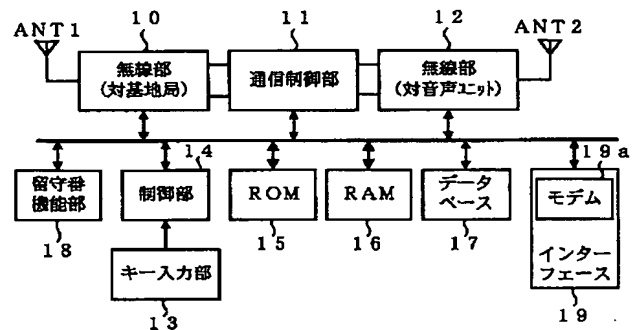 ANT1
10
11
12
ANT2
無線部
(対基地局)
通信制御部
無線部
(対音声ユニット)
14
19a
留守番
機能部
制御部
ROM
RAM
データ
ベース
モデム
インター
フェース
18
15
16
17
キー入力部
13
19